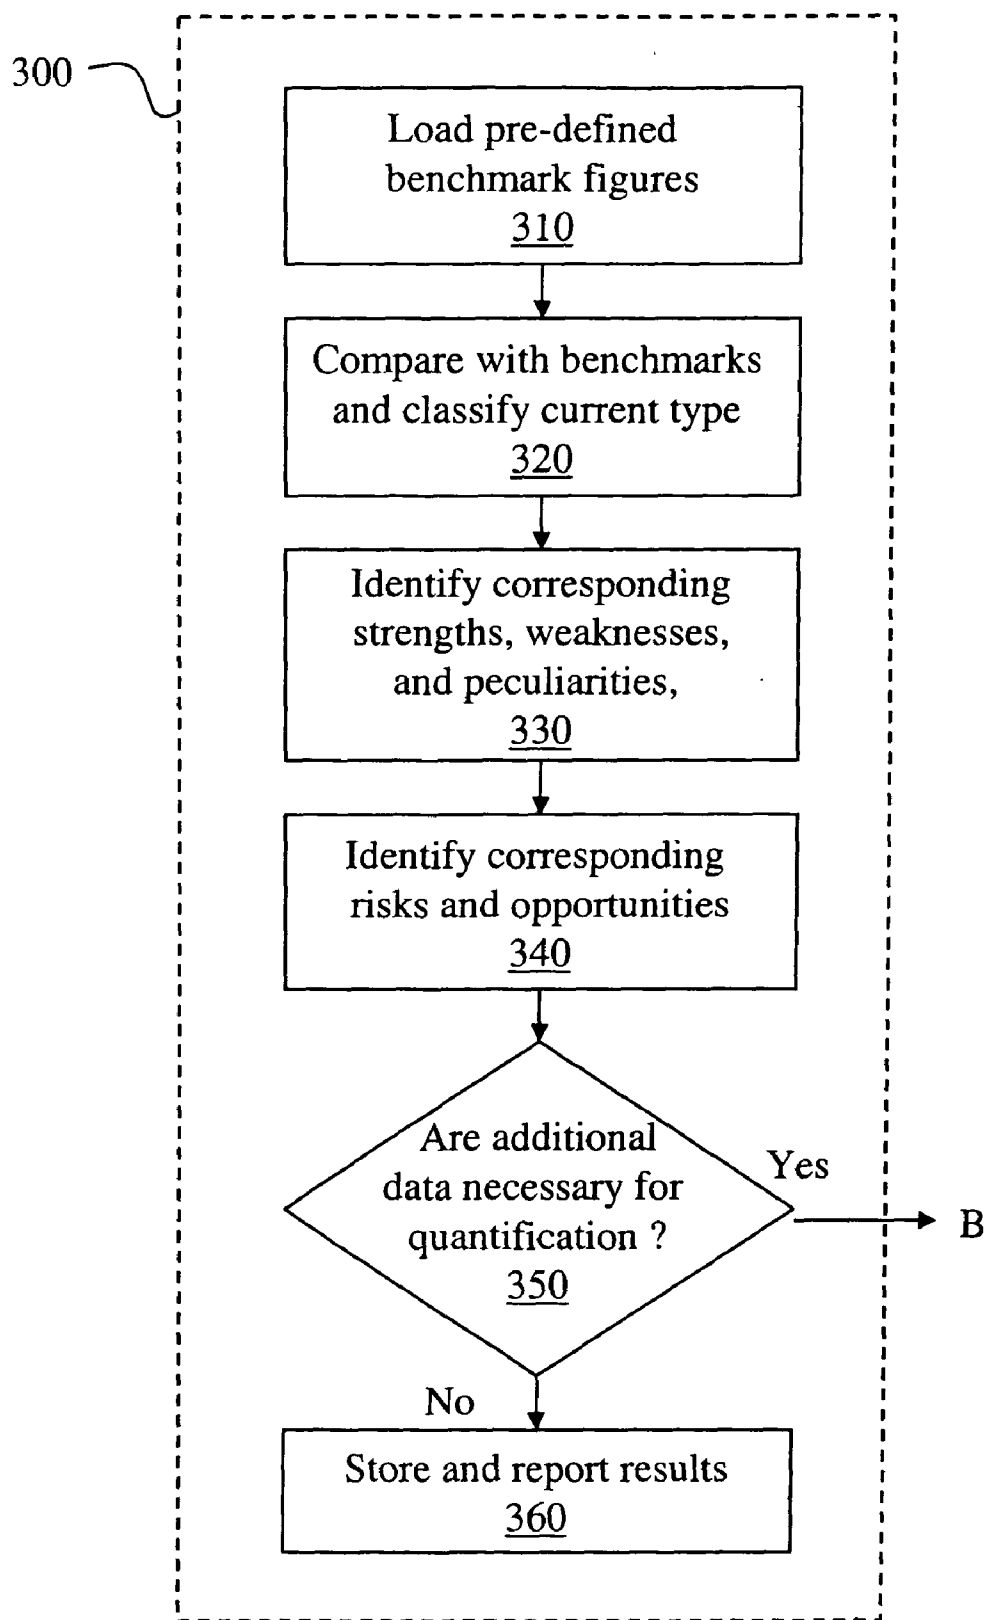 300
Load pre-defined
benchmark figures
310
Compare with benchmarks
and classify current type
320
Identify corresponding
strengths, weaknesses,
and peculiarities,
330
Identify corresponding
risks and opportunities
340
Are additional
data necessary for
quantification ?
350
Yes
B
No
Store and report results
360